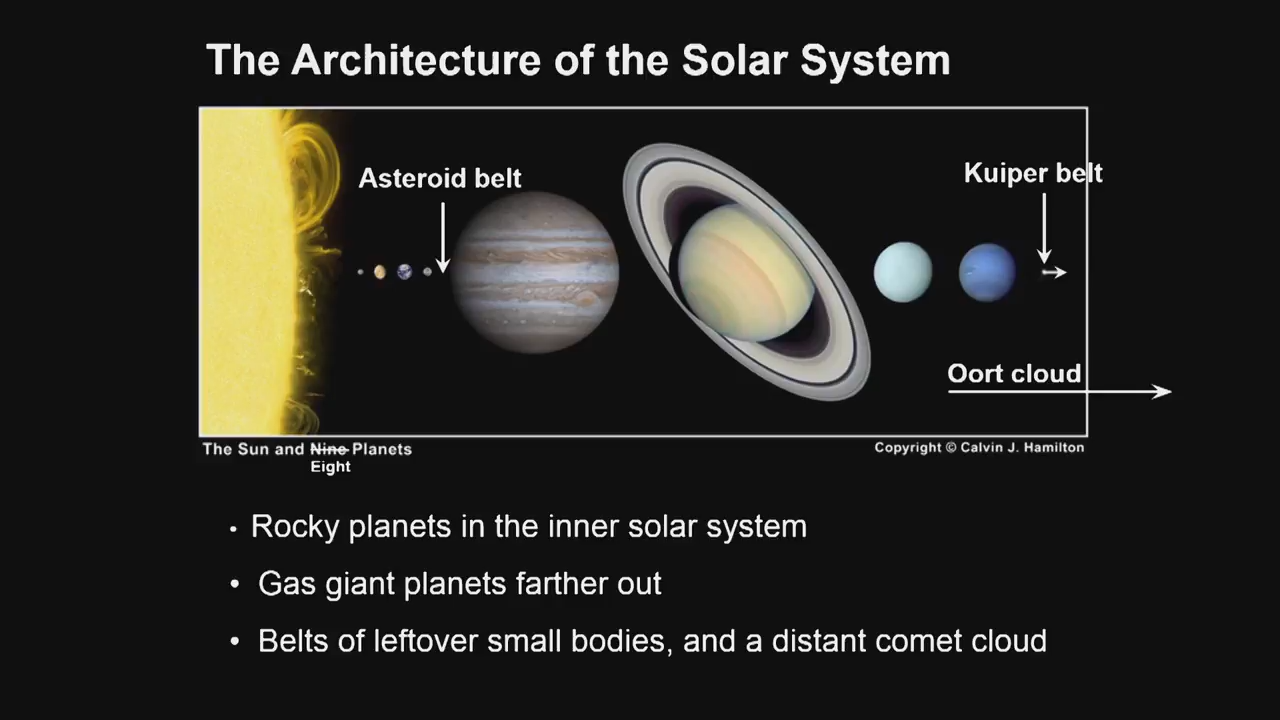 The Architecture of the Solar System
Asteroid belt
Kuiper belt
Oort cloud
The Sun and Nine Planets
Eight
Copyright © Calvin J. Hamilton
• Rocky planets in the inner solar system
• Gas giant planets farther out
• Belts of leftover small bodies, and a distant comet cloud